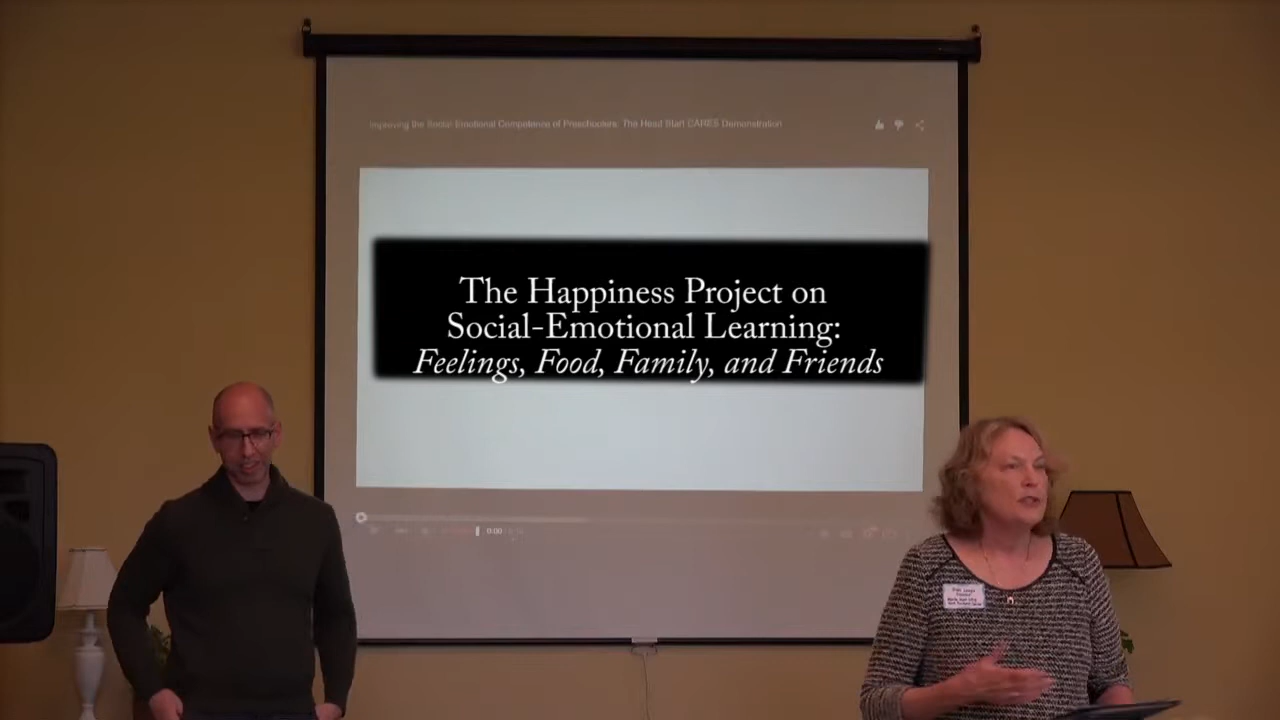 Improving the Social-Emotional Competence of Preschoolers: The Head Start CARES Demonstration
The Happiness Project on
Social-Emotional Learning:
Feelings, Food, Family, and Friends
0:00